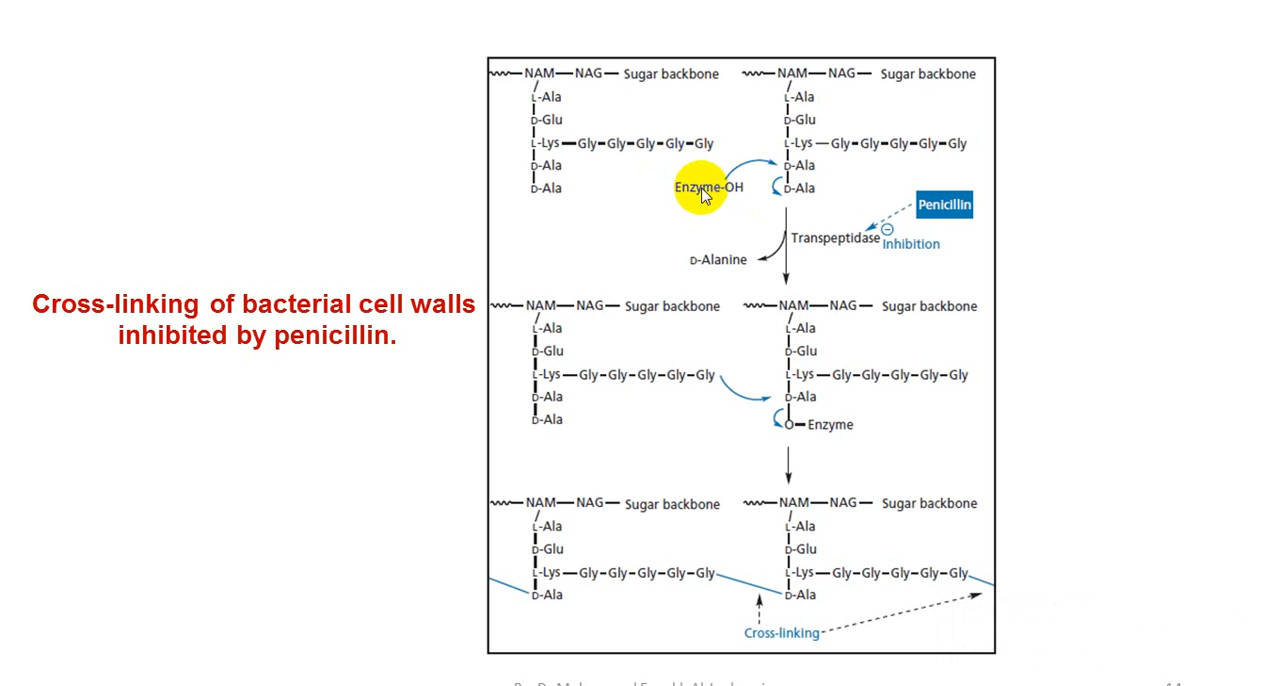 NAM—NAG— Sugar backbone NAM—NAG— Sugar backbone
L-Ala L-Ala
D-Glu D-Glu
L-Lys—Gly—Gly—Gly—Gly—Gly L-Lys—Gly—Gly—Gly—Gly—Gly
D-Ala D-Ala
D-Ala Enzyme-OH D-Ala
Penicillin
Transpeptidase
Inhibition
D-Alanine
Cross-linking of bacterial cell walls
inhibited by penicillin.
NAM—NAG— Sugar backbone NAM—NAG— Sugar backbone
L-Ala L-Ala
D-Glu D-Glu
L-Lys—Gly—Gly—Gly—Gly—Gly L-Lys—Gly—Gly—Gly—Gly—Gly
D-Ala D-Ala
D-Ala O—Enzyme
NAM—NAG— Sugar backbone NAM—NAG— Sugar backbone
L-Ala L-Ala
D-Glu D-Glu
L-Lys—Gly—Gly—Gly—Gly—Gly L-Lys—Gly—Gly—Gly—Gly—Gly
D-Ala D-Ala
Cross-linking